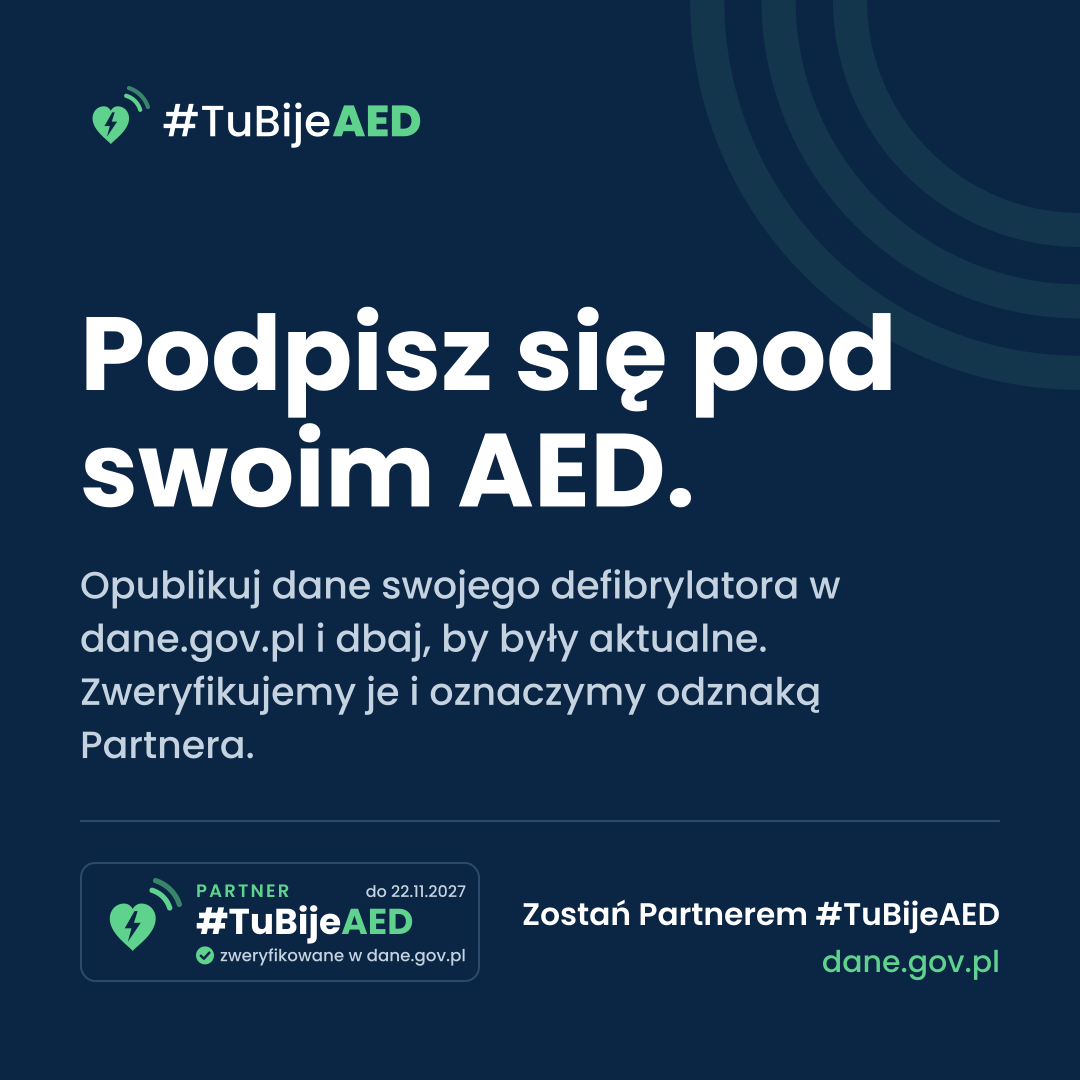 #TuBijeAED
Podpisz się pod
swoim AED.
Opublikuj dane swojego defibrylatora w
dane.gov.pl i dbaj, by były aktualne.
Zweryfikujemy je i oznaczymy odznaką
Partnera.
PARTNER do 22.11.2027
#TuBijeAED
zweryfikowane w dane.gov.pl
Zostań Partnerem #TuBijeAED
dane.gov.pl